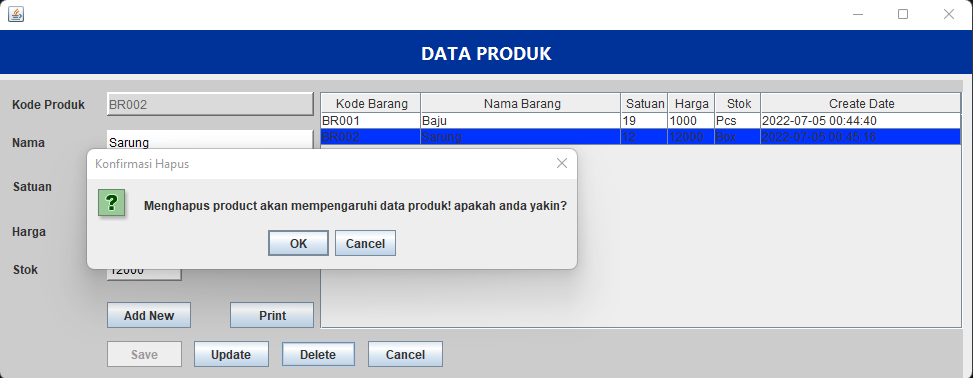 DATA PRODUK
Kode Produk BR002
Nama Sarung
Satuan
Harga
Stok 12000
Kode Barang Nama Barang Satuan Harga Stok Create Date
BR001 Baju 19 1000 Pcs 2022-07-05 00:44:40
BR002 Sarung 12 12000 Box 2022-07-05 00:45:16
Konfirmasi Hapus
?
Menghapus product akan mempengaruhi data produk! apakah anda yakin?
OK Cancel
Add New Print
Save Update Delete Cancel